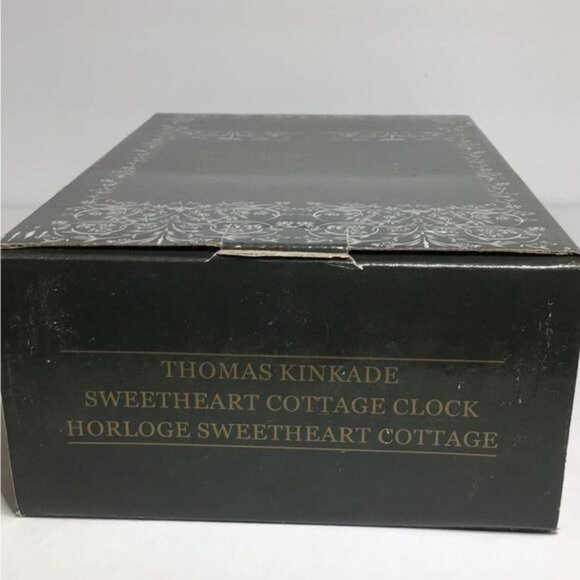 THOMAS KINKADE
SWEETHEART COTTAGE CLOCK
HORLOGE SWEETHEART COTTAGE